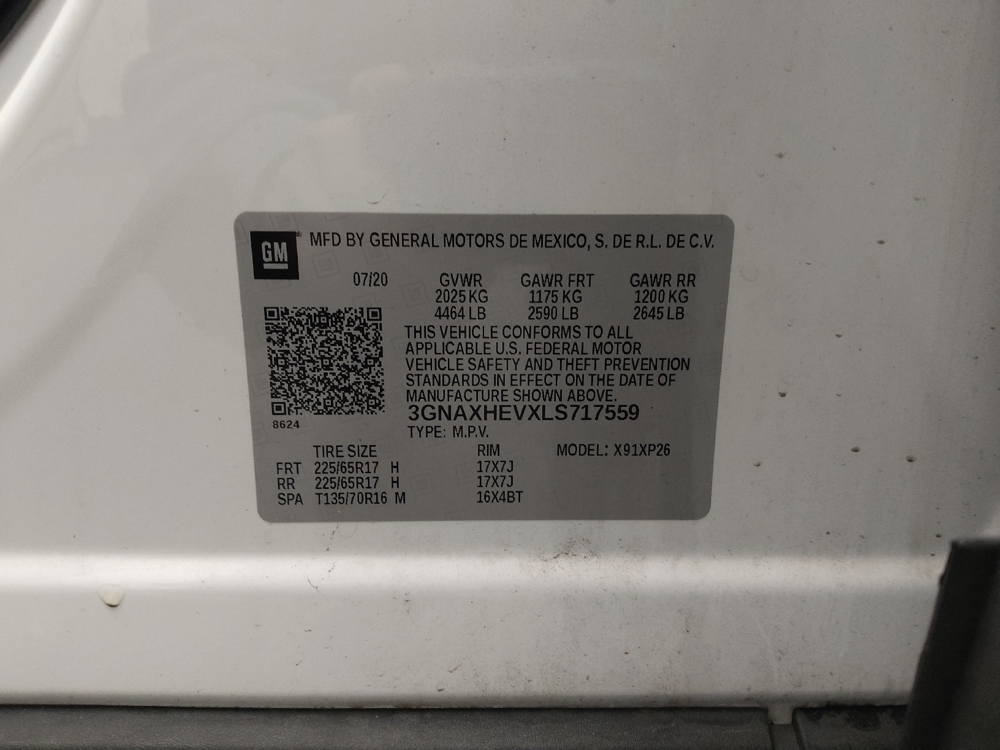 GM® MFD BY GENERAL MOTORS DE MEXICO, S. DE R.L. DE C.V.
07/20 GVWR GAWR FRT GAWR RR
2025 KG 1175 KG 1200 KG
4464 LB 2590 LB 2645 LB
THIS VEHICLE CONFORMS TO ALL
APPLICABLE U.S. FEDERAL MOTOR
VEHICLE SAFETY AND THEFT PREVENTION
STANDARDS IN EFFECT ON THE DATE OF
MANUFACTURE SHOWN ABOVE.
3GNAXHEVXLS717559
8624
TYPE: M.P.V.
TIRE SIZE RIM MODEL: X91XP26
FRT 225/65R17 H 17X7J
RR 225/65R17 H 17X7J
SPA T135/70R16 M 16X4BT